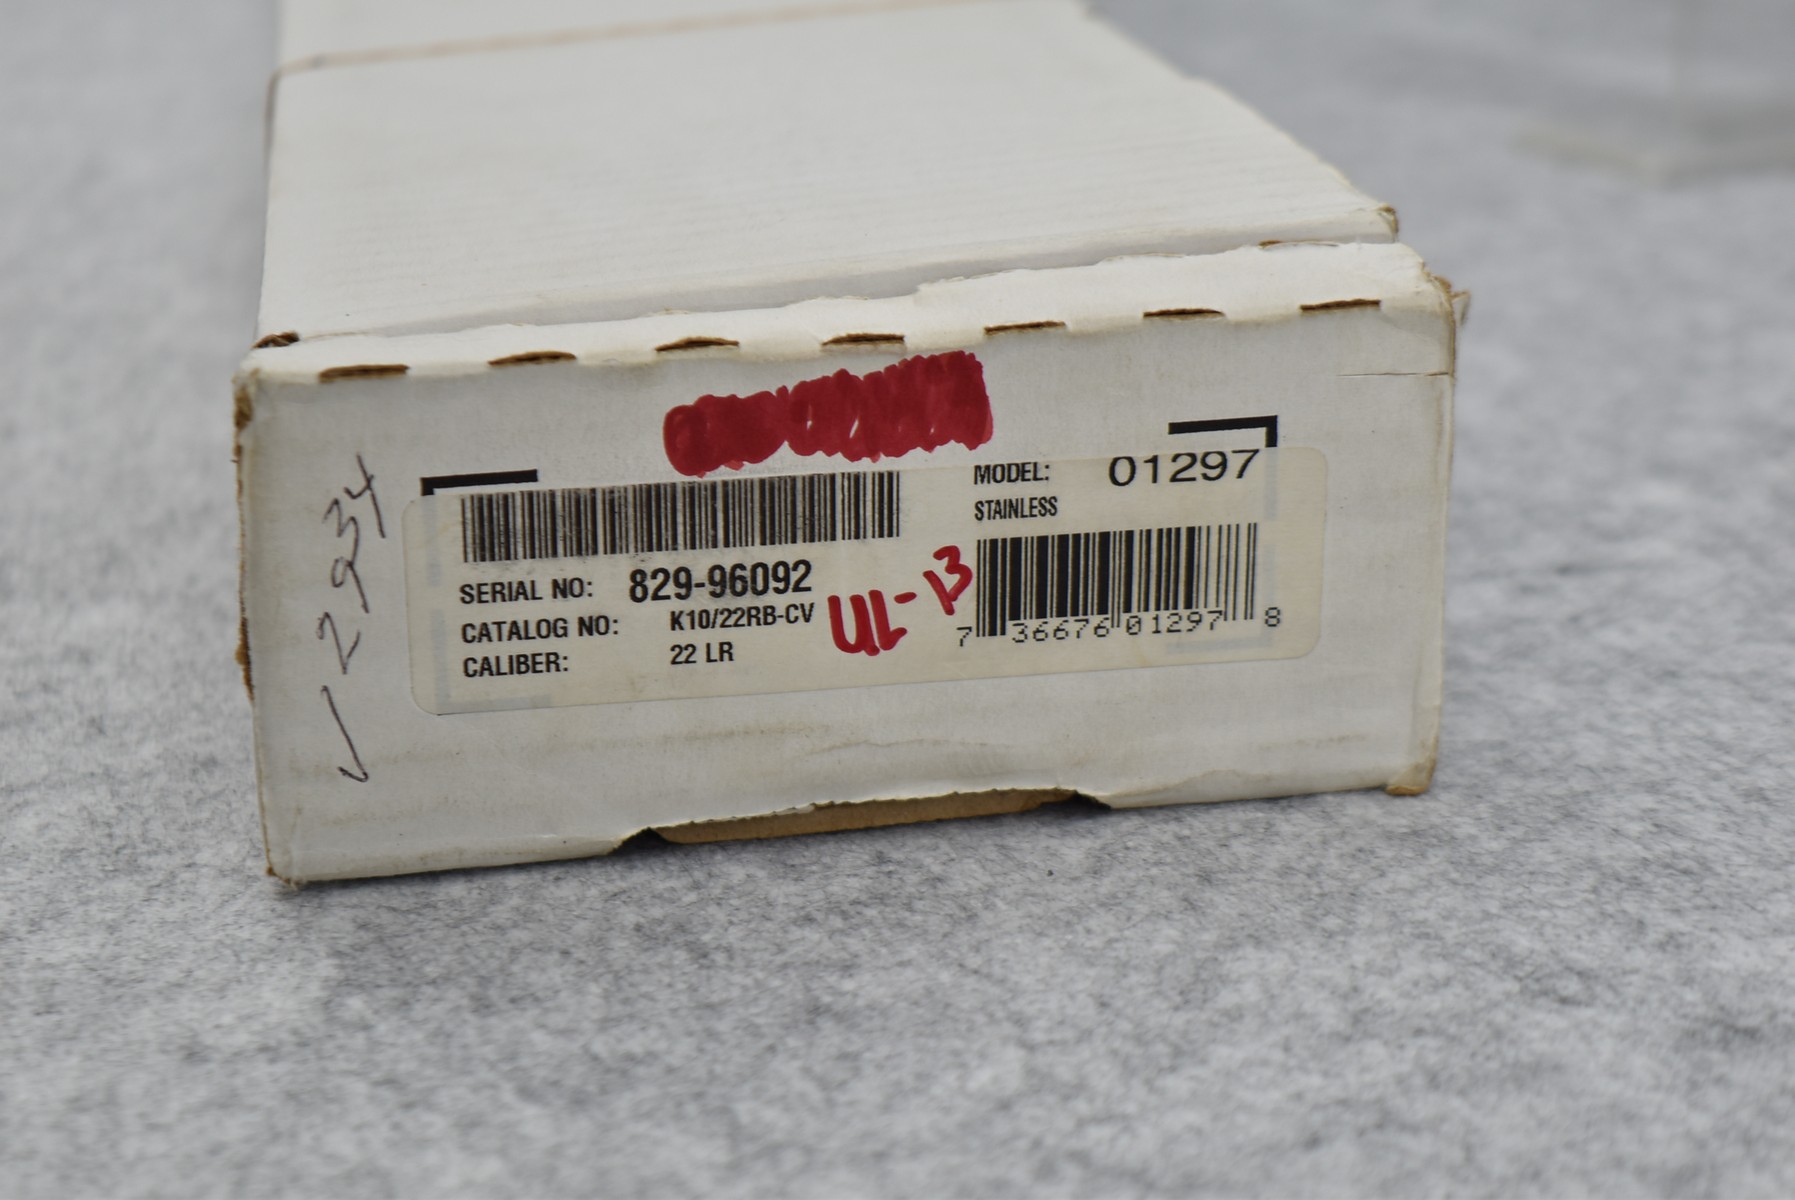 MODEL: 01297
STAINLESS
SERIAL NO: 829-96092
CATALOG NO: K10/22RB-CV
CALIBER: 22 LR
UL-13
7 36676 01297 8
2934